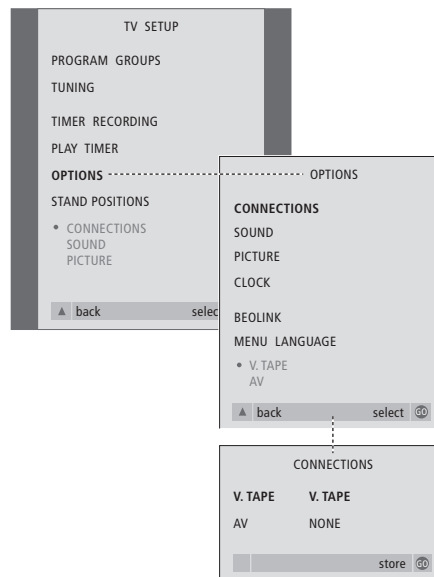 TV SETUP
PROGRAM GROUPS
TUNING
TIMER RECORDING
PLAY TIMER
OPTIONS
STAND POSITIONS
• CONNECTIONS
SOUND
PICTURE
▲ back selec
OPTIONS
CONNECTIONS
SOUND
PICTURE
CLOCK
BEOLINK
MENU LANGUAGE
• V. TAPE
AV
▲ back select GO
CONNECTIONS
V. TAPE V. TAPE
AV NONE
store GO